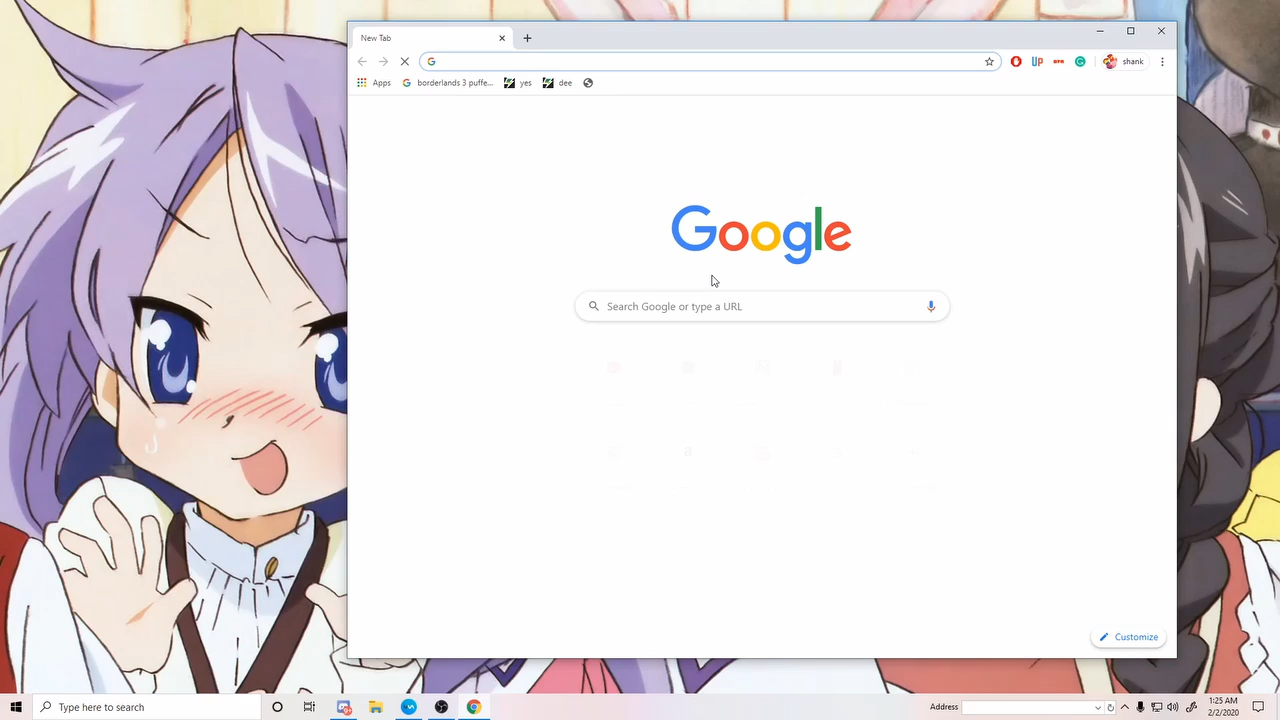 New Tab
shank
Apps
borderlands 3 puffe...
yes
dee
Google
Search Google or type a URL
Customize
Type here to search
Address
1:25 AM
2/2/2020